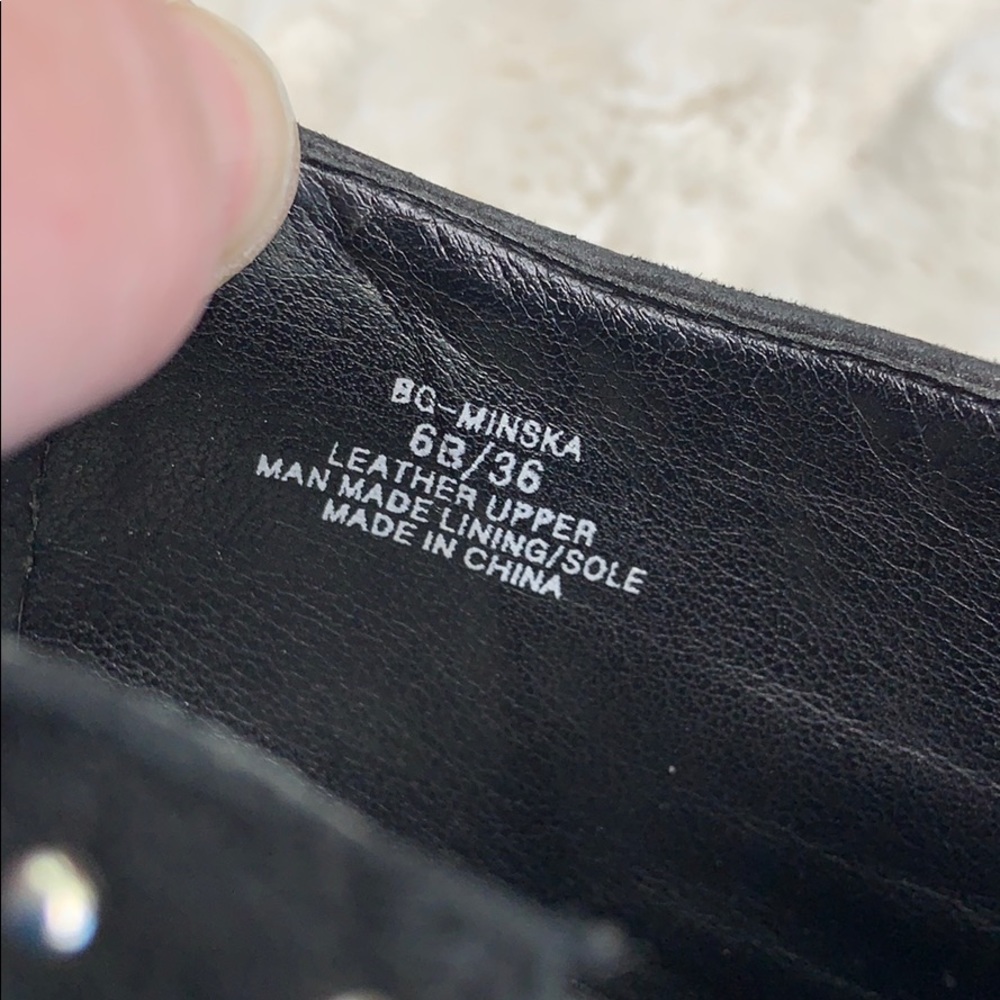 BG-MINSKA
6B/36
LEATHER UPPER
MAN MADE LINING/SOLE
MADE IN CHINA